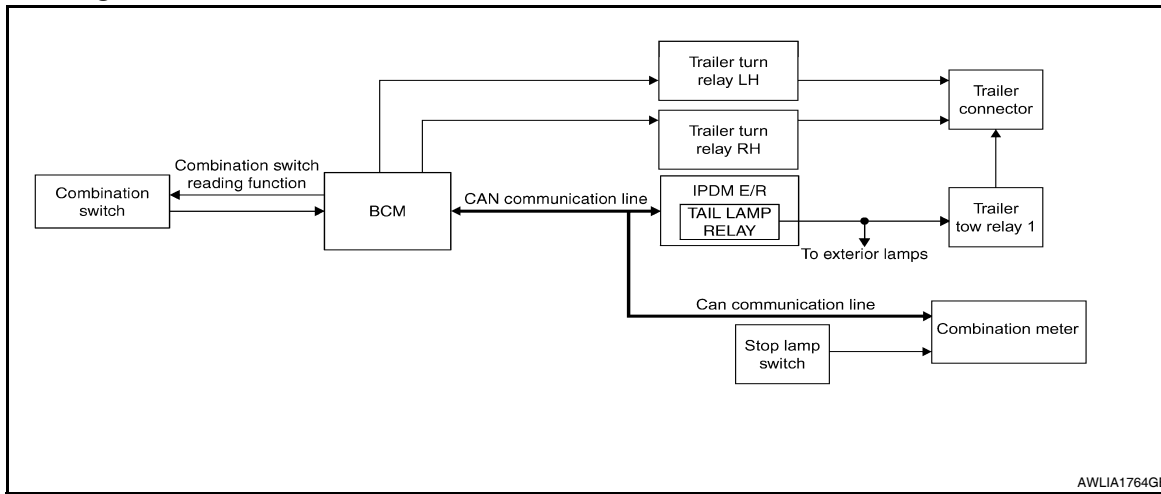 Trailer turn
relay LH
Trailer
connector
Trailer turn
relay RH
Combination switch
reading function
Combination
switch
BCM
CAN communication line
IPDM E/R
TAIL LAMP
RELAY
Trailer
tow relay 1
To exterior lamps
Can communication line
Combination meter
Stop lamp
switch
AWLIA1764GB